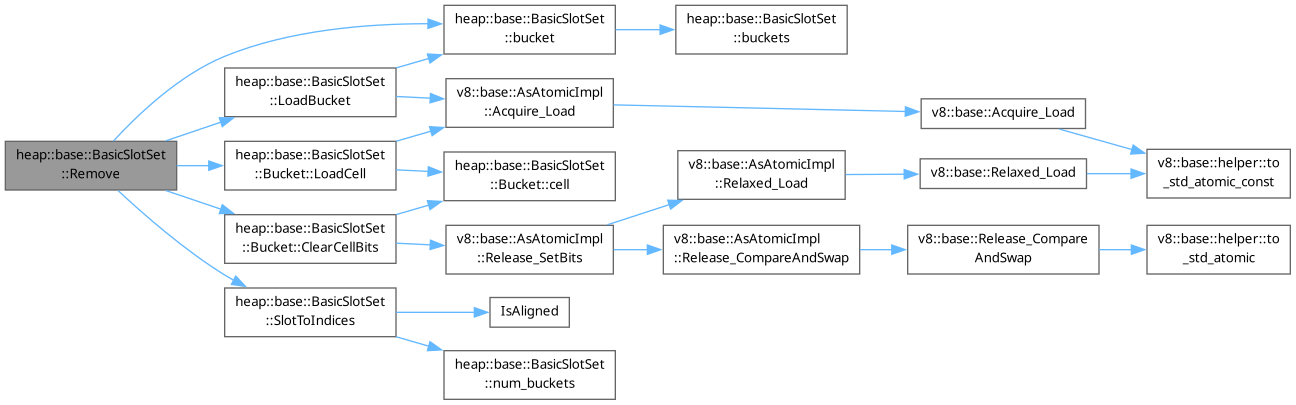 heap::base::BasicSlotSet
::Remove
heap::base::BasicSlotSet
::bucket
heap::base::BasicSlotSet
::buckets
heap::base::BasicSlotSet
::LoadBucket
v8::base::AsAtomicImpl
::Acquire_Load
v8::base::Acquire_Load
heap::base::BasicSlotSet
::Bucket::LoadCell
heap::base::BasicSlotSet
::Bucket::cell
v8::base::AsAtomicImpl
::Relaxed_Load
v8::base::Relaxed_Load
v8::base::helper::to
_std_atomic_const
heap::base::BasicSlotSet
::Bucket::ClearCellBits
v8::base::AsAtomicImpl
::Release_SetBits
v8::base::AsAtomicImpl
::Release_CompareAndSwap
v8::base::Release_Compare
AndSwap
v8::base::helper::to
_std_atomic
heap::base::BasicSlotSet
::SlotToIndices
IsAligned
heap::base::BasicSlotSet
::num_buckets